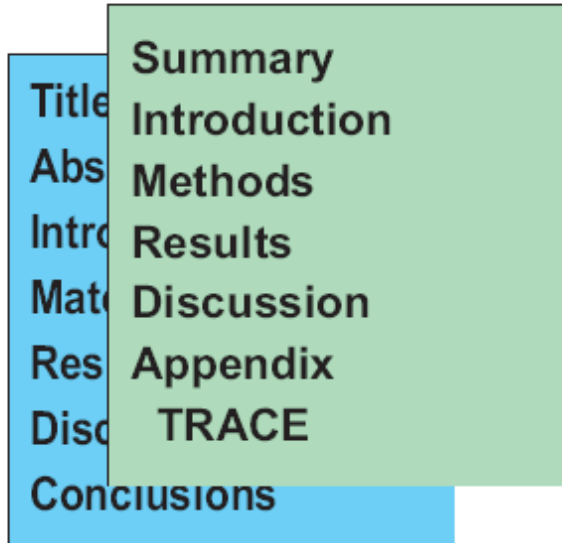 Summary
Introduction
Methods
Results
Discussion
Appendix
TRACE
Title
Abs
Intro
Mate
Res
Disc
Conclusions